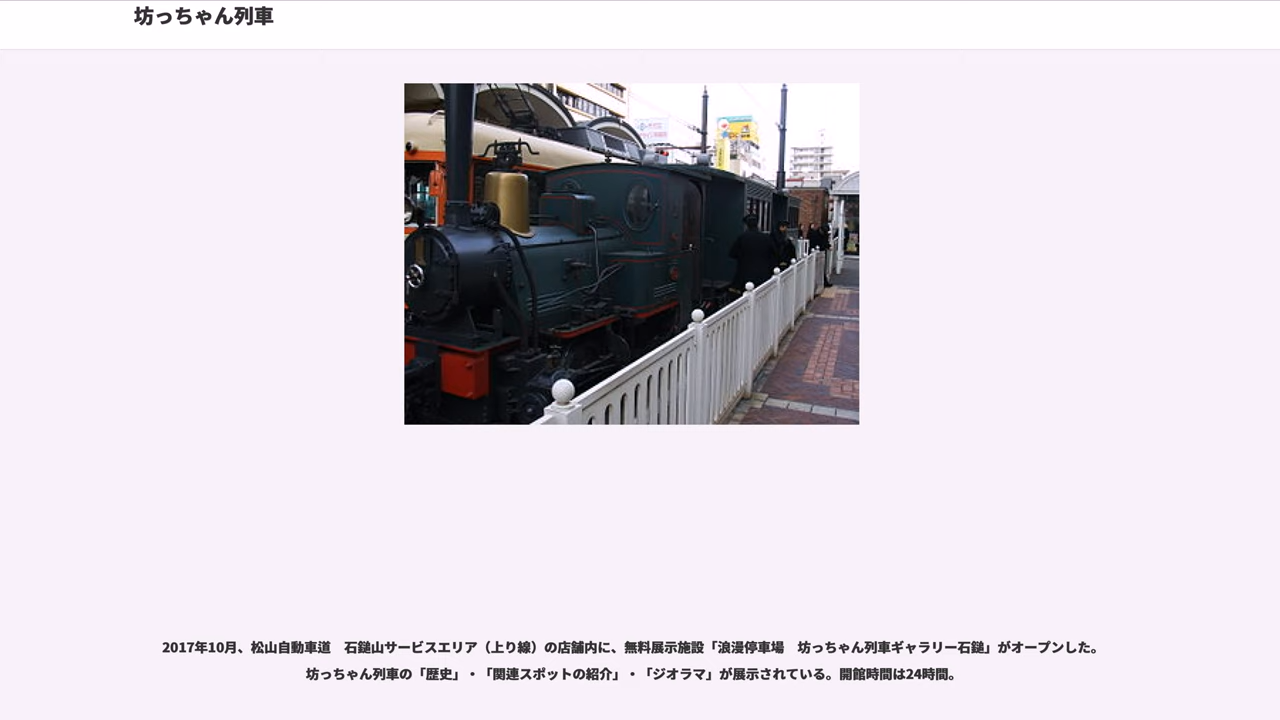 坊っちゃん列車
2017年10月、松山自動車道　石鎚山サービスエリア（上り線）の店舗内に、無料展示施設「浪漫停車場　坊っちゃん列車ギャラリー石鎚」がオープンした。
坊っちゃん列車の「歴史」・「関連スポットの紹介」・「ジオラマ」が展示されている。開館時間は24時間。